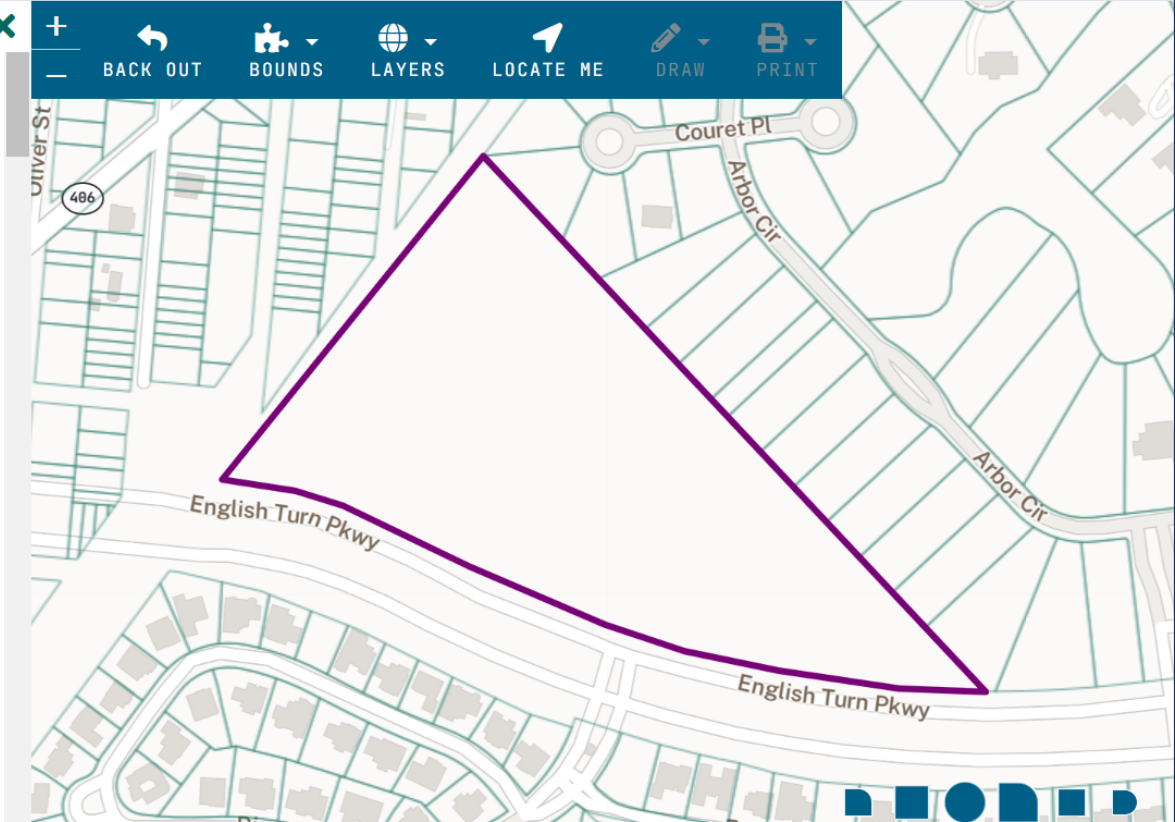 BACK OUT
BOUNDS
LAYERS
LOCATE ME
DRAW
PRINT
Oliver St
406
Couret Pl
Arbor Cir
Arbor Cir
English Turn Pkwy
English Turn Pkwy